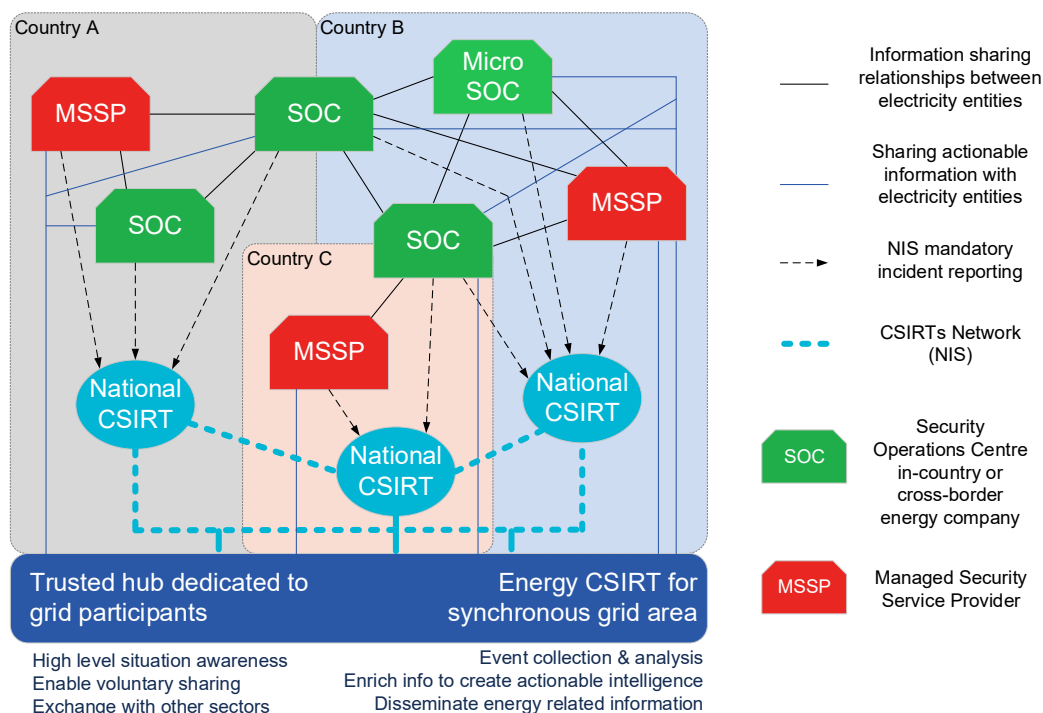 Country A
Country B
MSSP
SOC
Micro
SOC
SOC
MSSP
SOC
Country C
MSSP
National
CSIRT
National
CSIRT
National
CSIRT
Trusted hub dedicated to
grid participants
Energy CSIRT for
synchronous grid area
High level situation awareness
Enable voluntary sharing
Exchange with other sectors
Event collection & analysis
Enrich info to create actionable intelligence
Disseminate energy related information
Information sharing
relationships between
electricity entities
Sharing actionable
information with
electricity entities
NIS mandatory
incident reporting
CSIRTs Network
(NIS)
SOC
Security
Operations Centre
in-country or
cross-border
energy company
MSSP
Managed Security
Service Provider